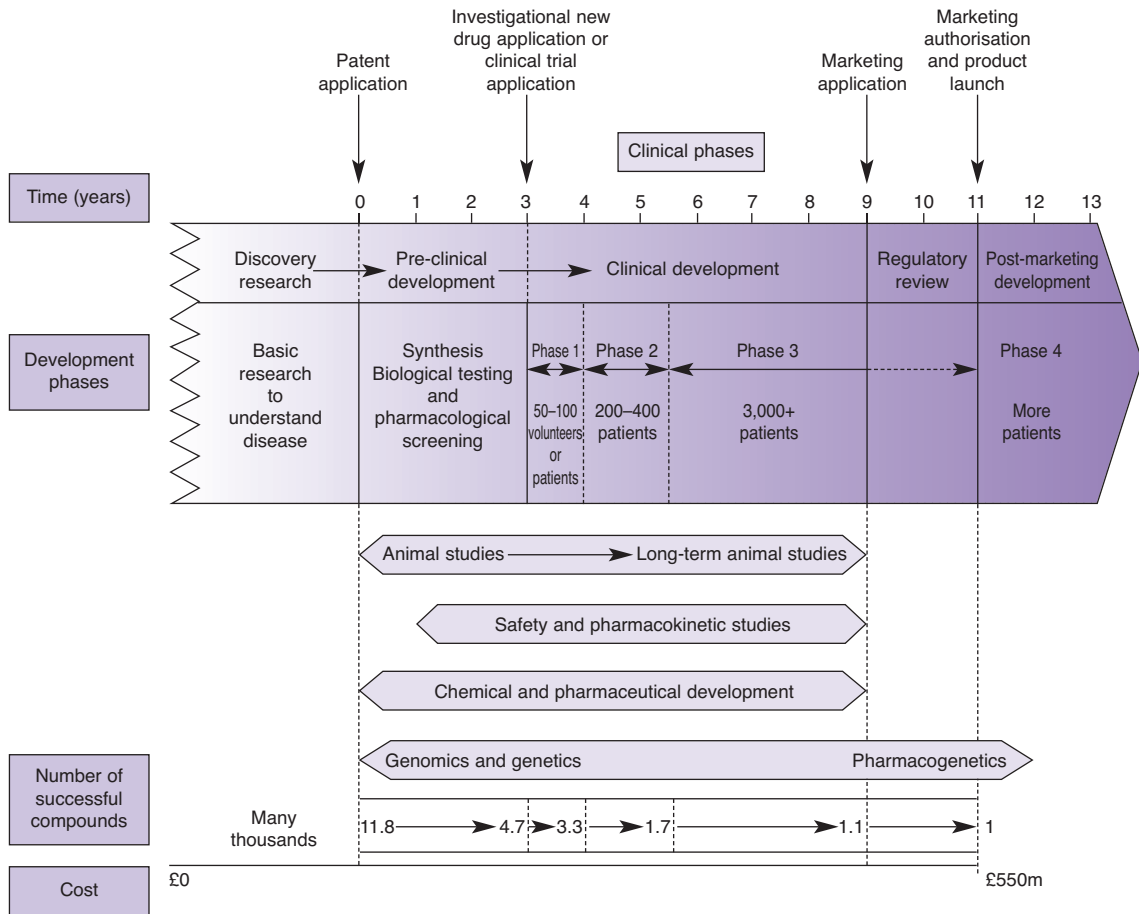 Investigational new
drug application or
clinical trial
application
Marketing
authorisation
and product
launch
Patent
application
Marketing
application
Clinical phases
Time (years)
0 1 2 3 4 5 6 7 8 9 10 11 12 13
Discovery
research
Pre-clinical
development
Clinical development
Regulatory
review
Post-marketing
development
Development
phases
Basic
research
to
understand
disease
Synthesis
Biological testing
and
pharmacological
screening
Phase 1
50–100
volunteers
or
patients
Phase 2
200–400
patients
Phase 3
3,000+
patients
Phase 4
More
patients
Animal studies Long-term animal studies
Safety and pharmacokinetic studies
Chemical and pharmaceutical development
Genomics and genetics Pharmacogenetics
Number of
successful
compounds
Many
thousands
11.8 4.7 3.3 1.7 1.1 1
Cost
£0 £550m